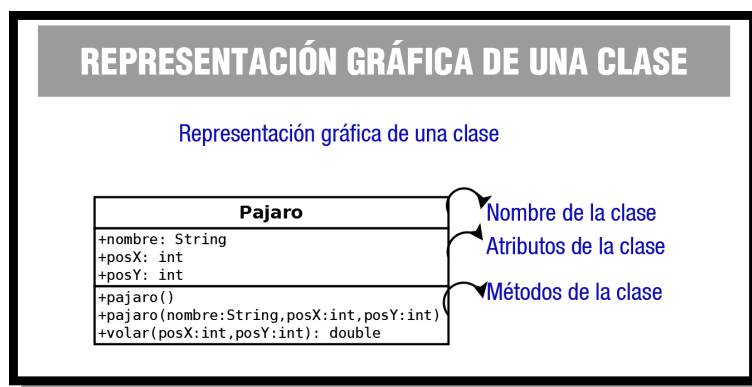 REPRESENTACIÓN GRÁFICA DE UNA CLASE
Representación gráfica de una clase
Pajaro
+nombre: String
+posX: int
+posY: int
+pajaro()
+pajaro(nombre:String,posX:int,posY:int)
+volar(posX:int,posY:int): double
Nombre de la clase
Atributos de la clase
Métodos de la clase